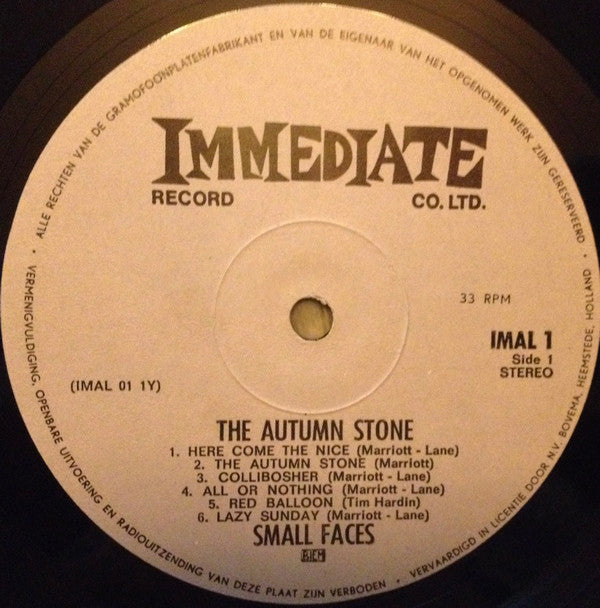 ALLE RECHTEN VAN DE GRAMOFOONPLATENFABRIKANT EN VAN DE EIGENAAR VAN HET OPGENOMEN WERK ZIJN GERESERVEERD •
IMMEDIATE
RECORD CO. LTD.
33 RPM
IMAL 1
Side 1
STEREO
(IMAL 01 1Y)
THE AUTUMN STONE
1. HERE COME THE NICE (Marriott - Lane)
2. THE AUTUMN STONE (Marriott)
3. COLLIBOSHER (Marriott - Lane)
4. ALL OR NOTHING (Marriott - Lane)
5. RED BALLOON (Tim Hardin)
6. LAZY SUNDAY (Marriott - Lane)
SMALL FACES
BIEM
VERMENIGVULDIGING, OPENBARE UITVOERING EN RADIOUITZENDING VAN DEZE PLAAT ZIJN VERBODEN •
VERVAARDIGD IN LICENTIE DOOR N.V. BOVEMA, HEEMSTEDE, HOLLAND •